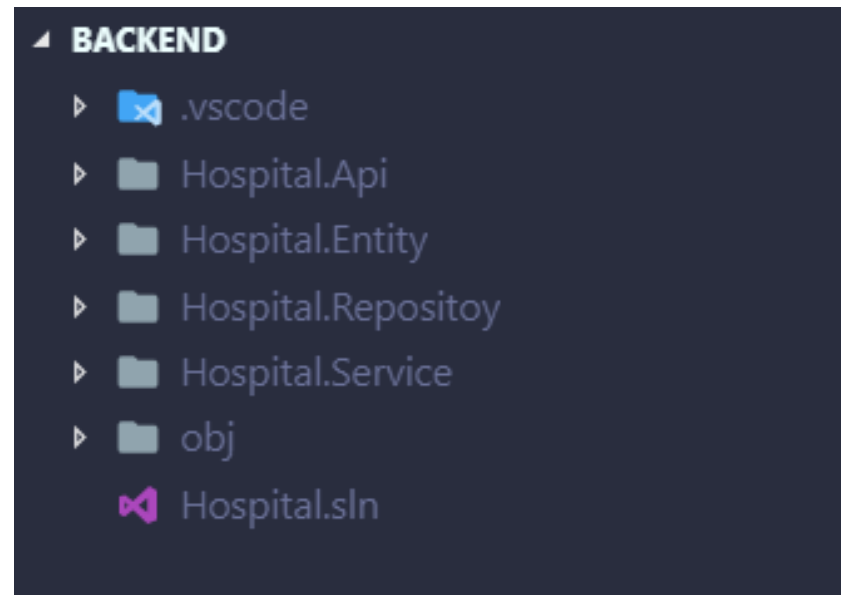 BACKEND
.vscode
Hospital.Api
Hospital.Entity
Hospital.Repositoy
Hospital.Service
obj
Hospital.sln